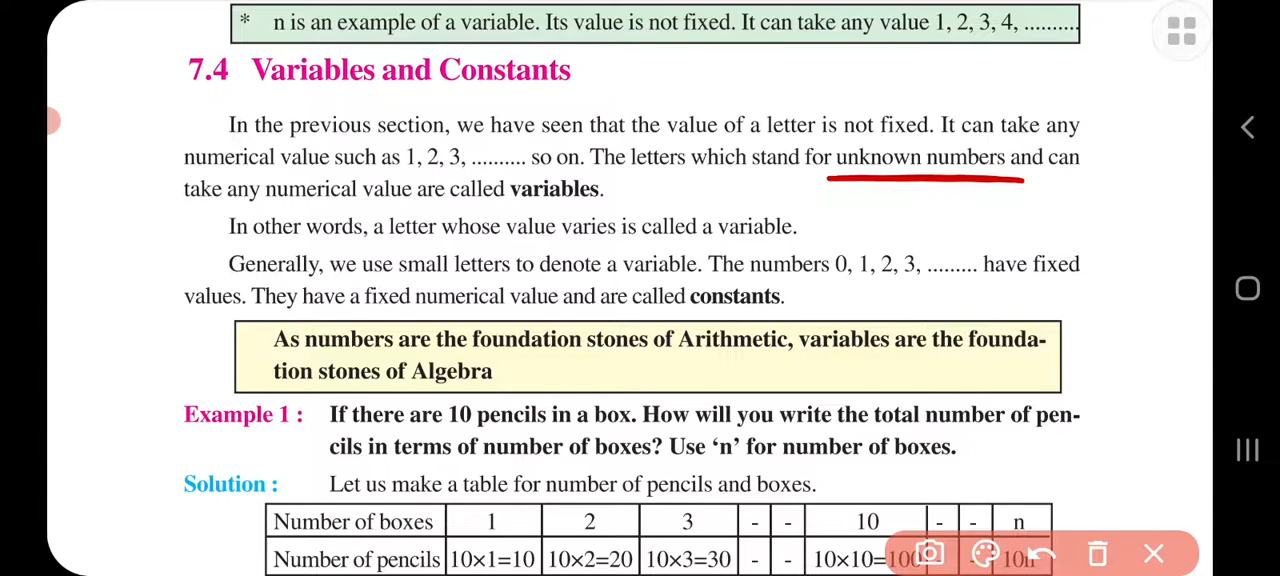 * n is an example of a variable. Its value is not fixed. It can take any value 1, 2, 3, 4, ..........
7.4 Variables and Constants
In the previous section, we have seen that the value of a letter is not fixed. It can take any
numerical value such as 1, 2, 3, .......... so on. The letters which stand for unknown numbers and can
take any numerical value are called variables.
In other words, a letter whose value varies is called a variable.
Generally, we use small letters to denote a variable. The numbers 0, 1, 2, 3, ......... have fixed
values. They have a fixed numerical value and are called constants.
As numbers are the foundation stones of Arithmetic, variables are the founda-
tion stones of Algebra
Example 1 : If there are 10 pencils in a box. How will you write the total number of pen-
cils in terms of number of boxes? Use ‘n’ for number of boxes.
Solution : Let us make a table for number of pencils and boxes.
Number of boxes 1 2 3 - - 10 - - n
Number of pencils 10×1=10 10×2=20 10×3=30 - - 10×10=100 - 10n